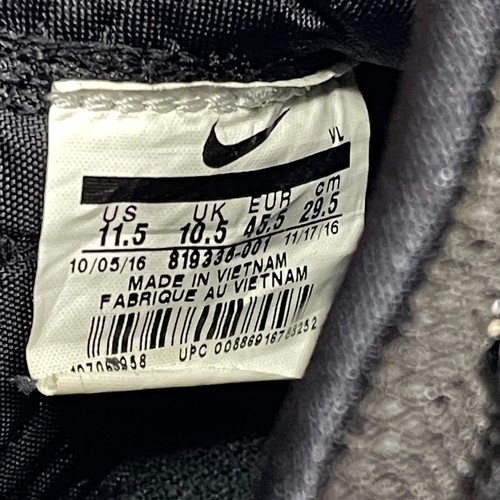 VL
US UK EUR cm
11.5 10.5 45.5 29.5
10/05/16 819336-001 11/17/16
MADE IN VIETNAM
FABRIQUE AU VIETNAM
UPC